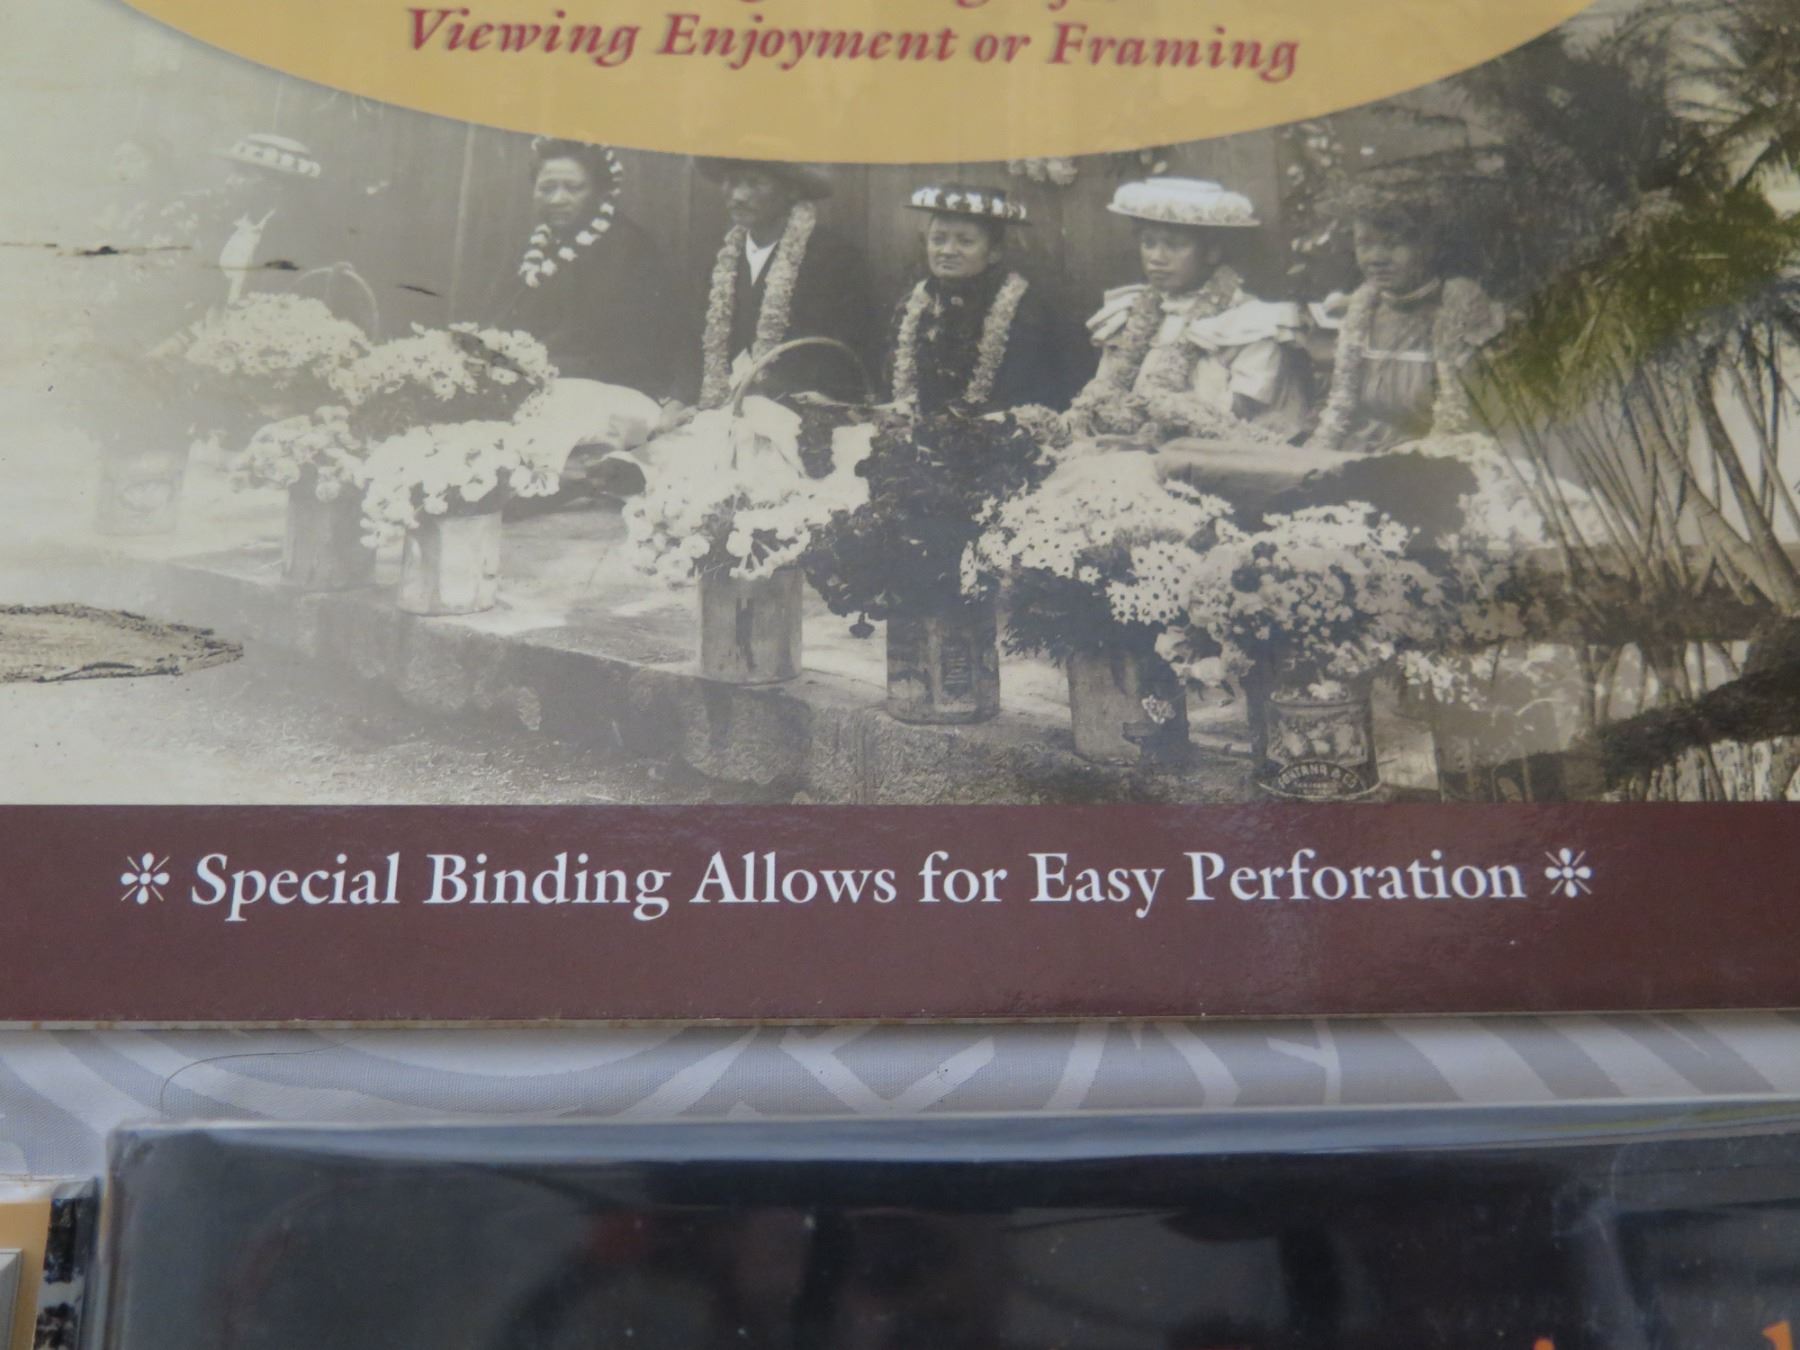 Viewing Enjoyment or Framing
Special Binding Allows for Easy Perforation